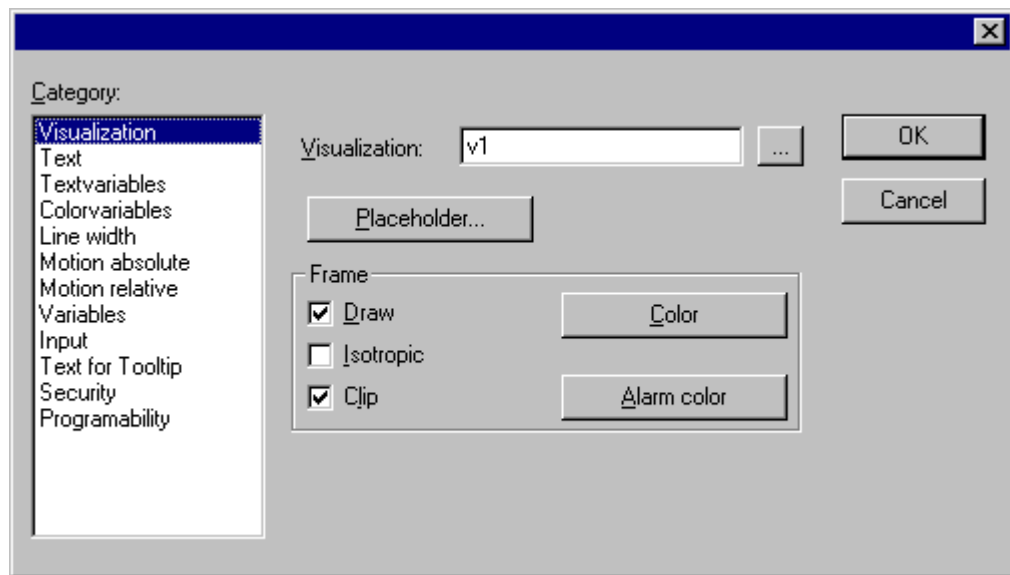 Category:
Visualization
Text
Textvariables
Colorvariables
Line width
Motion absolute
Motion relative
Variables
Input
Text for Tooltip
Security
Programability
Visualization:
v1
...
Placeholder...
Frame
Draw
Color
Isotropic
Clip
Alarm color
OK
Cancel